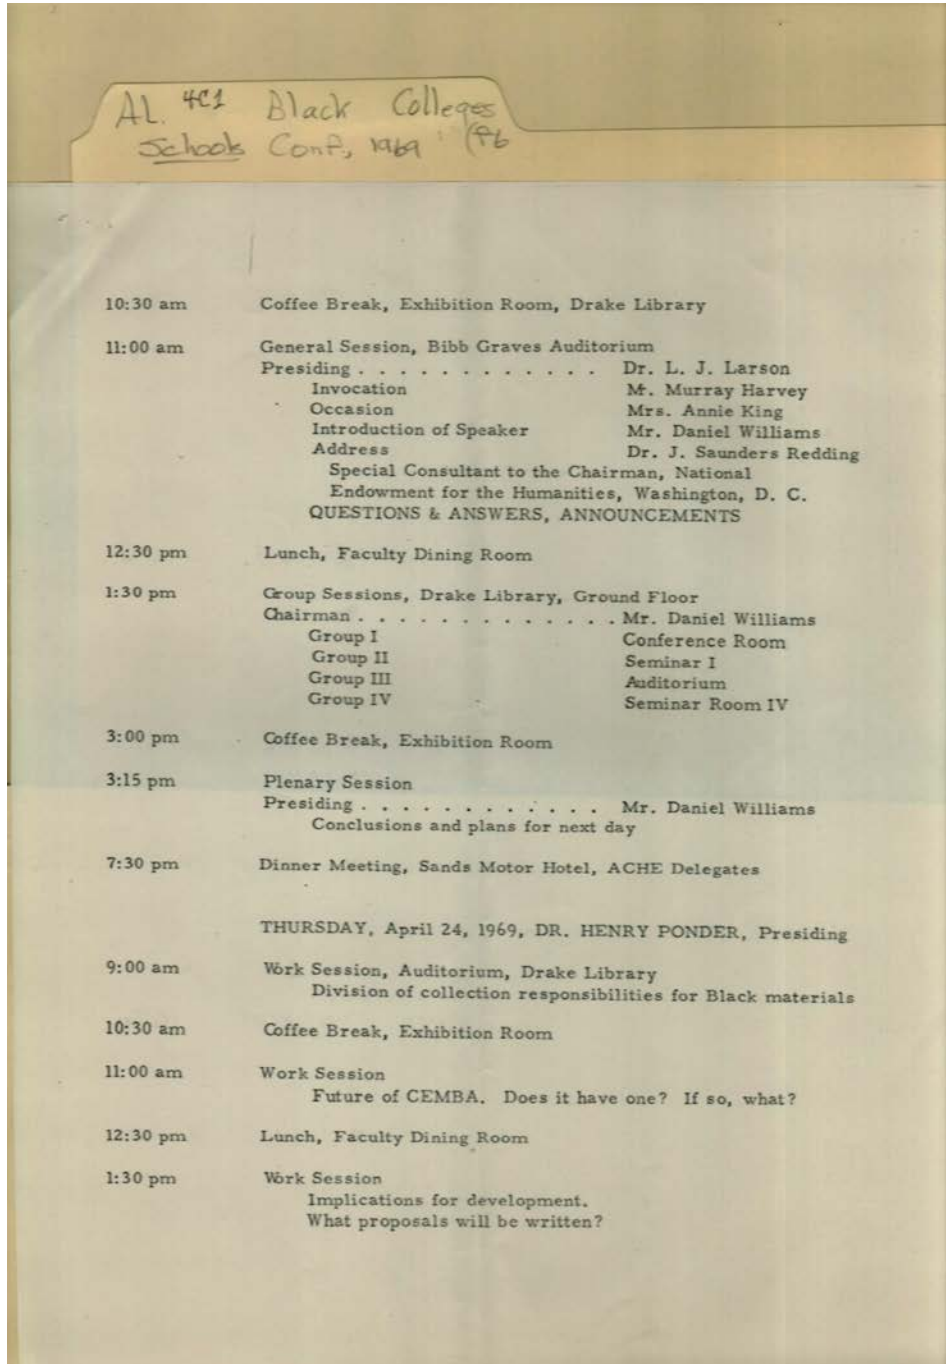 AL. 4C1 Black Colleges
Schools Conf., 1969 (Pb
10:30 am Coffee Break, Exhibition Room, Drake Library
11:00 am General Session, Bibb Graves Auditorium
Presiding . . . . . . . . . . . . . Dr. L. J. Larson
Invocation Mr. Murray Harvey
Occasion Mrs. Annie King
Introduction of Speaker Mr. Daniel Williams
Address Dr. J. Saunders Redding
Special Consultant to the Chairman, National
Endowment for the Humanities, Washington, D. C.
QUESTIONS & ANSWERS, ANNOUNCEMENTS
12:30 pm Lunch, Faculty Dining Room
1:30 pm Group Sessions, Drake Library, Ground Floor
Chairman . . . . . . . . . . . . . Mr. Daniel Williams
Group I Conference Room
Group II Seminar I
Group III Auditorium
Group IV Seminar Room IV
3:00 pm Coffee Break, Exhibition Room
3:15 pm Plenary Session
Presiding . . . . . . . . . . . . . Mr. Daniel Williams
Conclusions and plans for next day
7:30 pm Dinner Meeting, Sands Motor Hotel, ACHE Delegates
THURSDAY, April 24, 1969, DR. HENRY PONDER, Presiding
9:00 am Work Session, Auditorium, Drake Library
Division of collection responsibilities for Black materials
10:30 am Coffee Break, Exhibition Room
11:00 am Work Session
Future of CEMBA. Does it have one? If so, what?
12:30 pm Lunch, Faculty Dining Room
1:30 pm Work Session
Implications for development.
What proposals will be written?